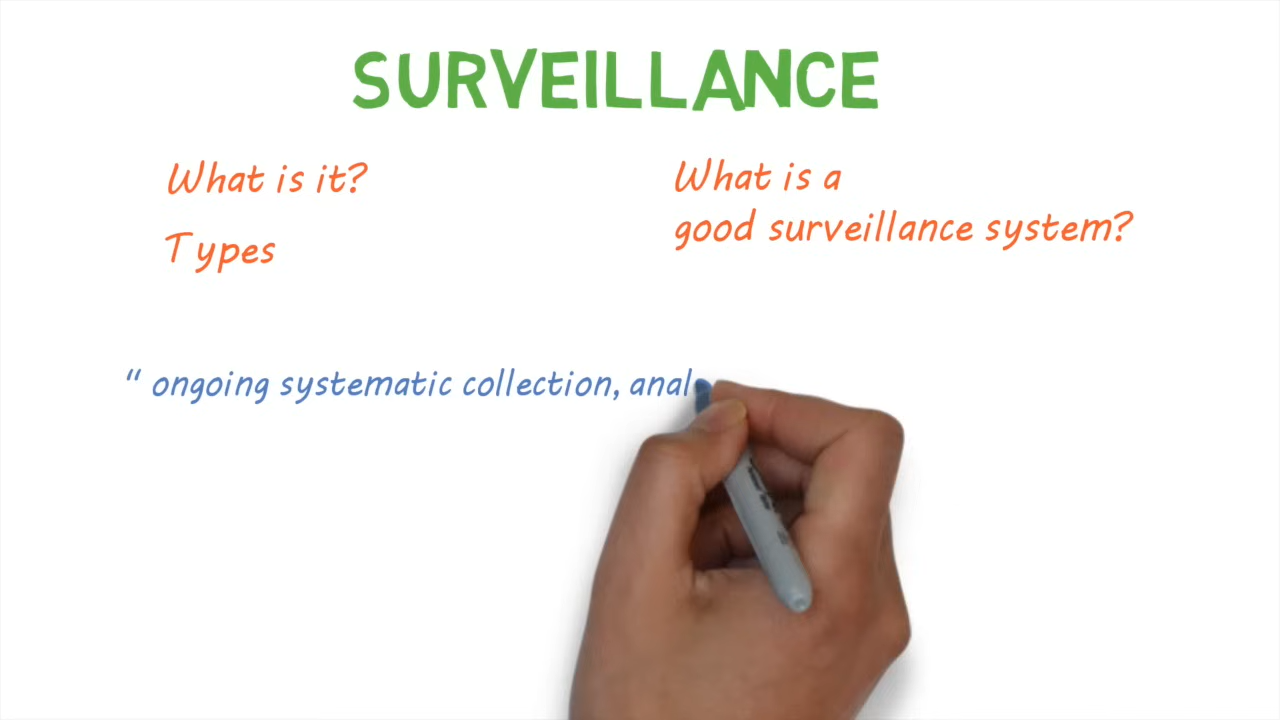 SURVEILLANCE
What is it?
Types
What is a
good surveillance system?
“ ongoing systematic collection, anal